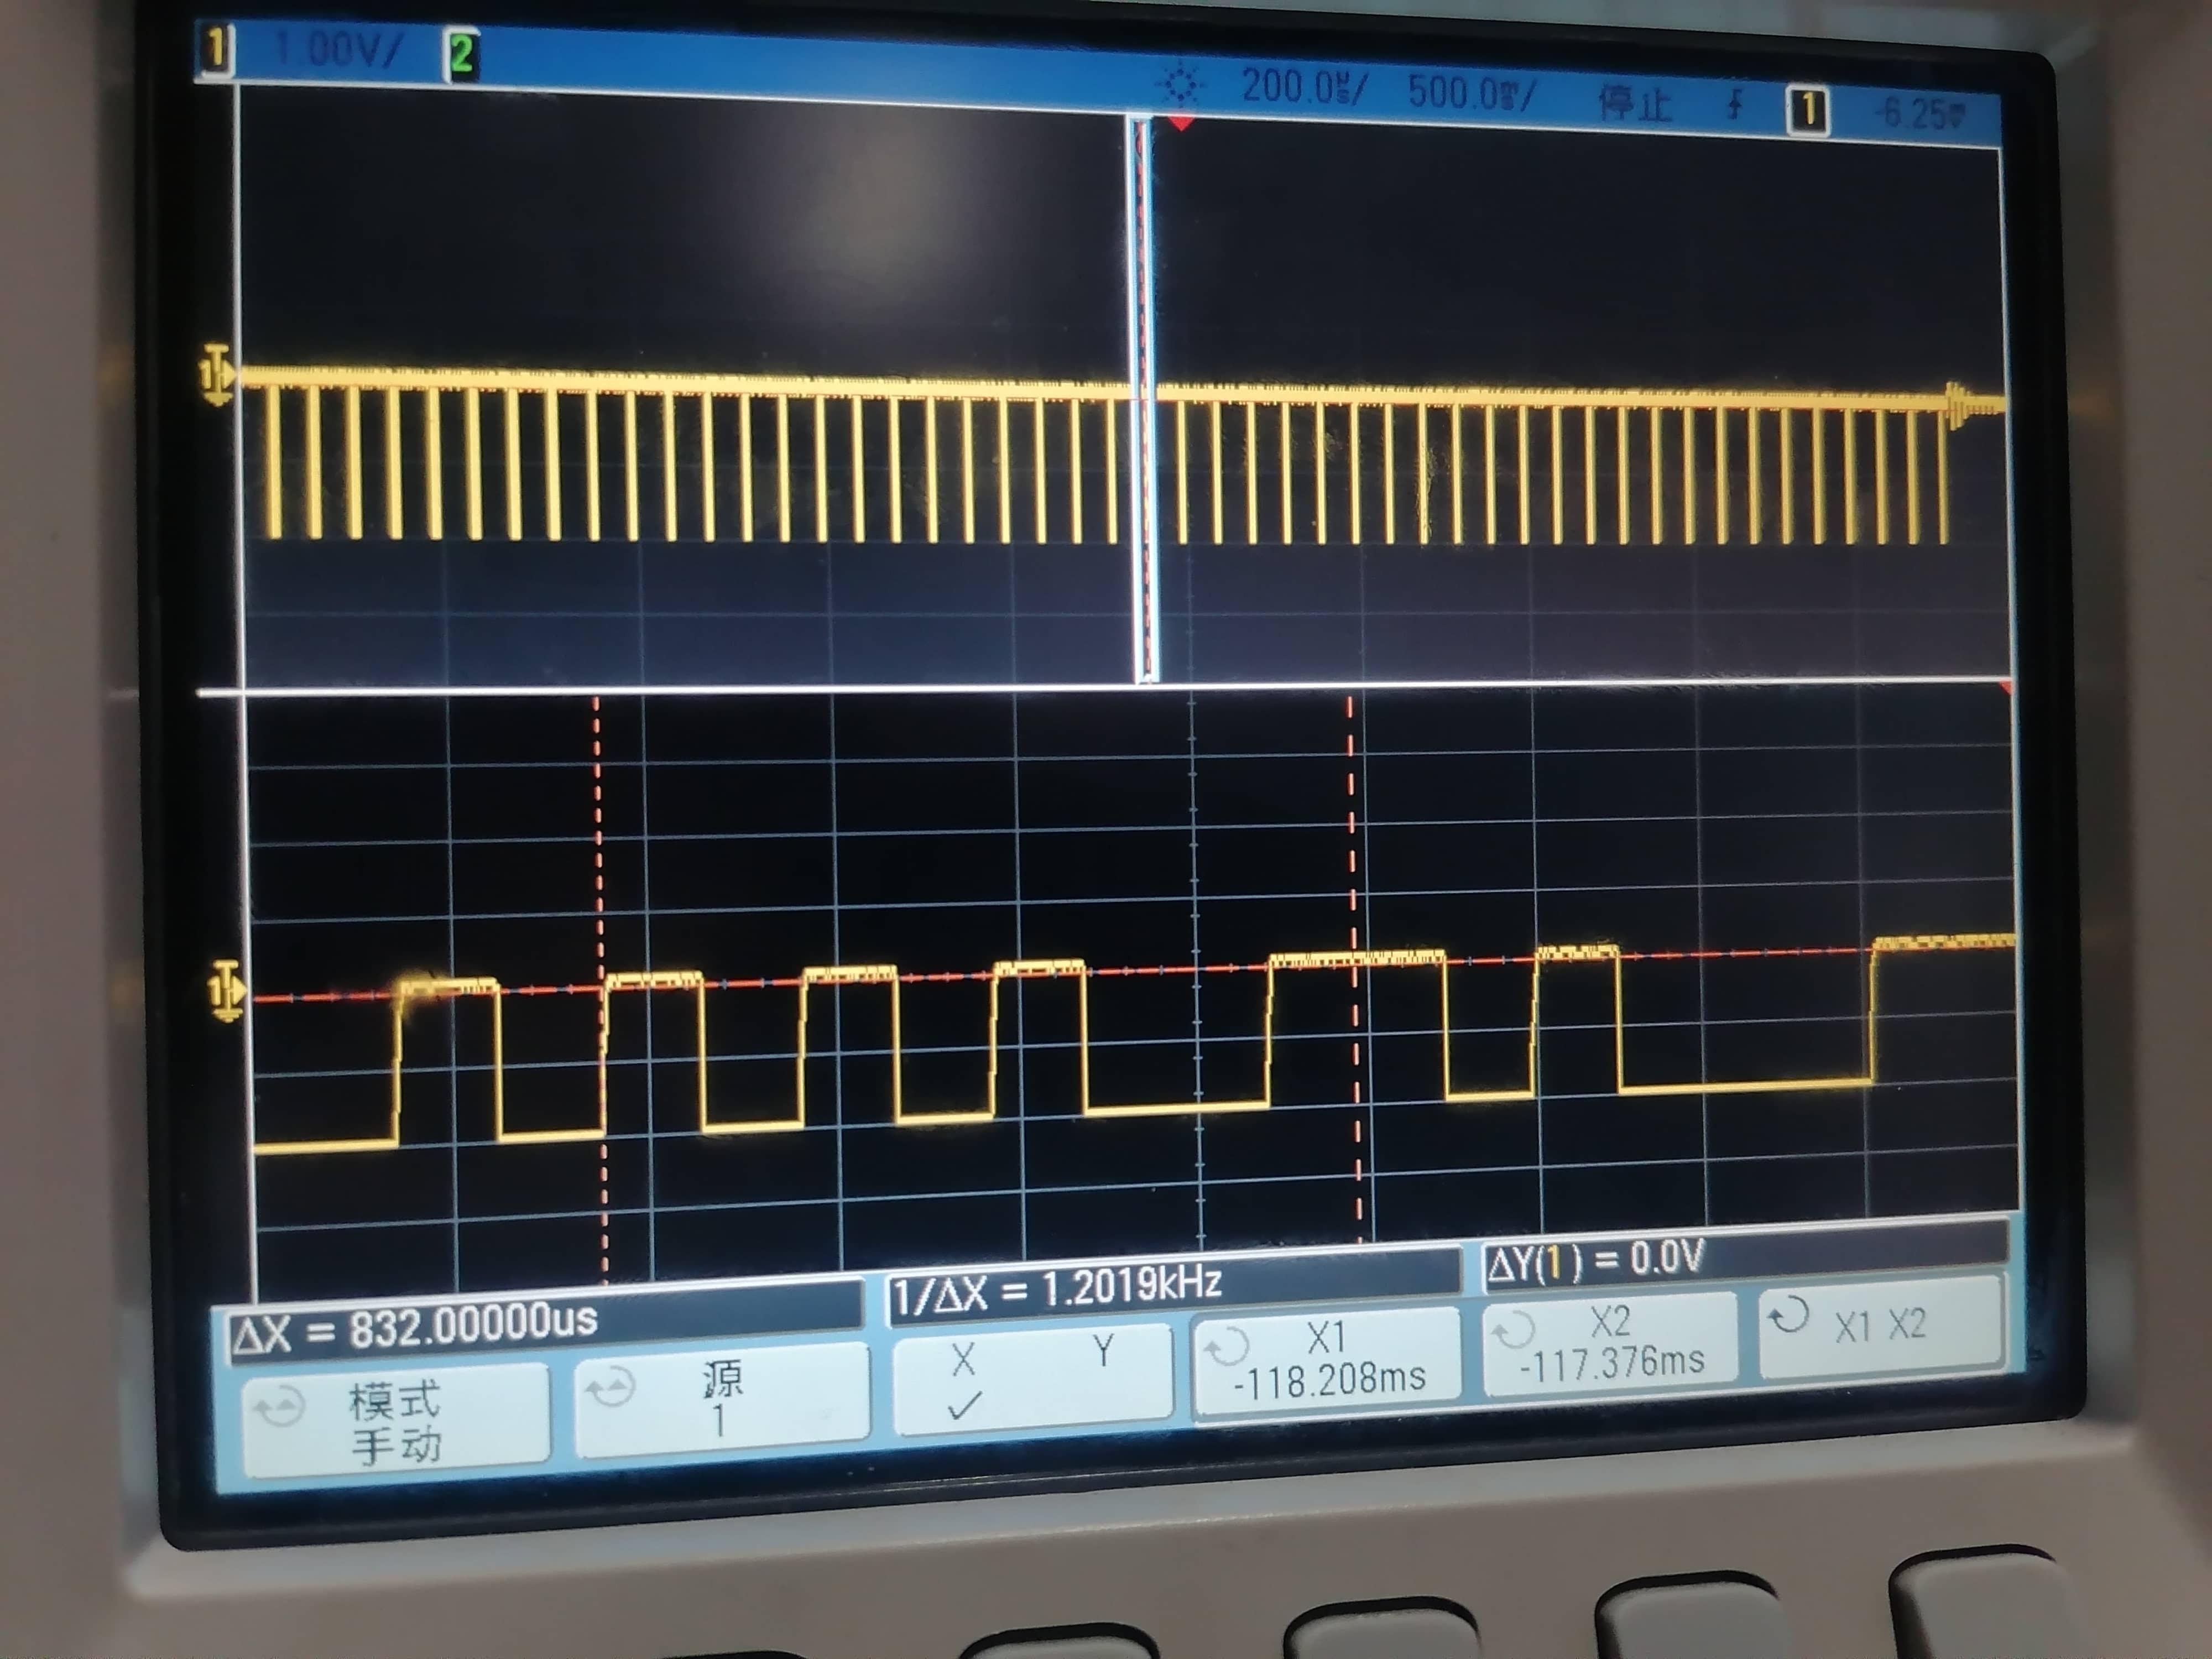 1 1.00V/ 2 200.0us/ 500.0ms/ 停止 1 -6.25
1
1
ΔX = 832.00000us 1/ΔX = 1.2019kHz ΔY(1) = 0.0V
模式 源 X Y X1 X2 X1 X2
手动 1 ✓ -118.208ms -117.376ms